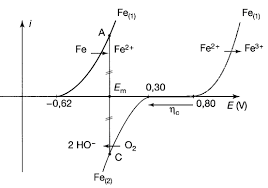 i
Fe(1)
Fe(1)
A
Fe → Fe2+
Fe2+ → Fe3+
Em
0,30
−0,62
ηc
0,80
E (V)
2 HO− ← O2
C
Fe(2)